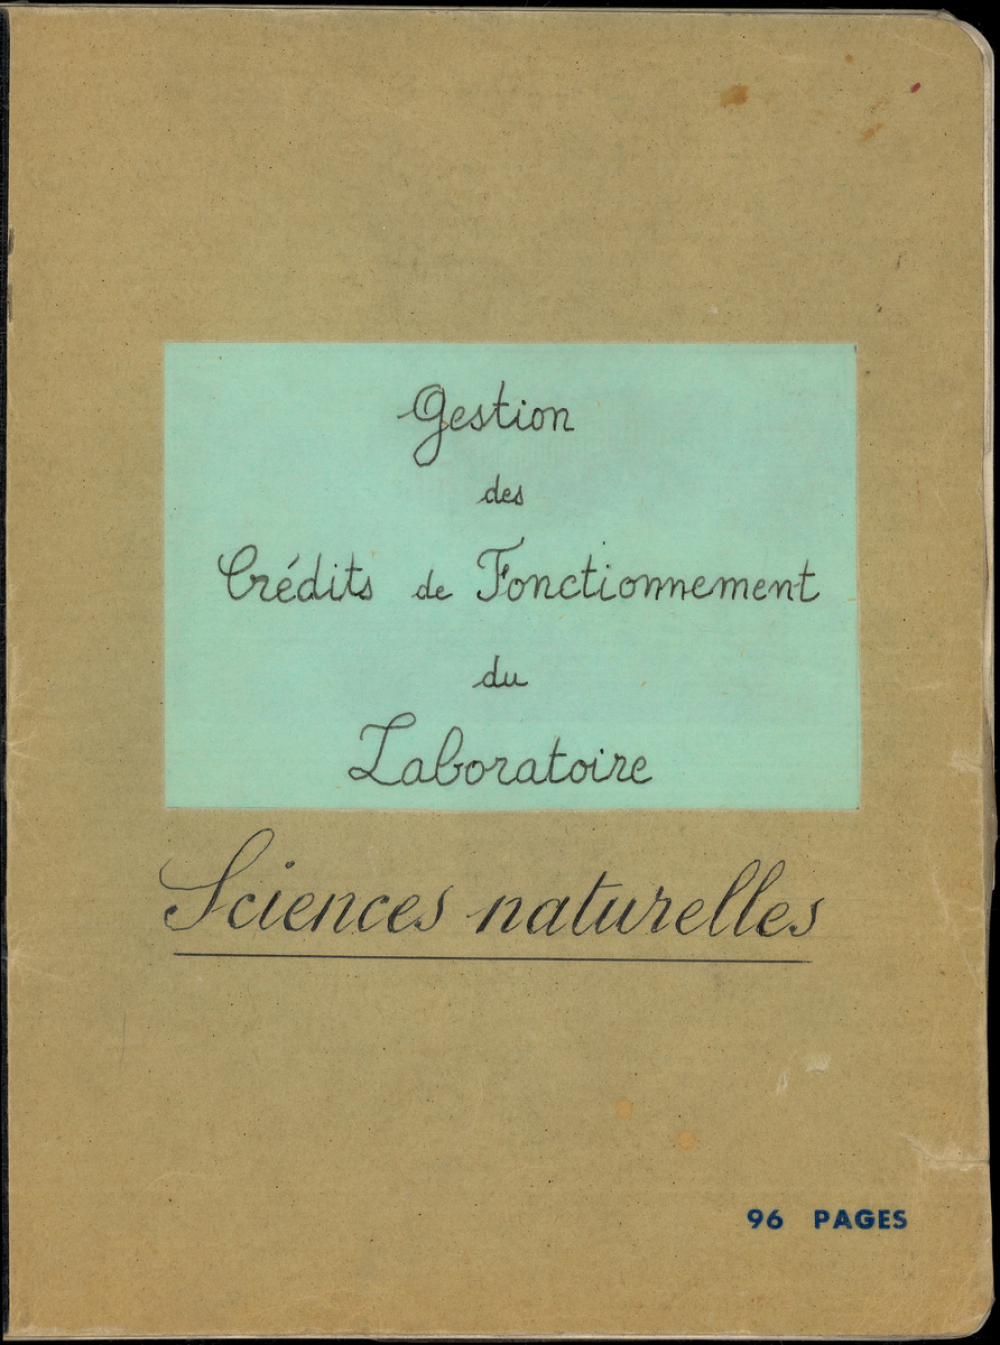 Gestion
des
Crédits de Fonctionnement
du
Laboratoire
Sciences naturelles
96 PAGES